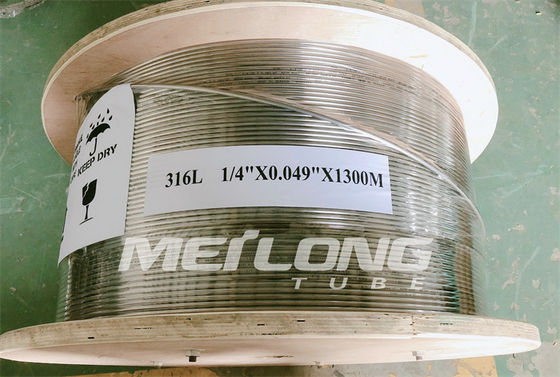 KEEP DRY
316L 1/4"X0.049"X1300M
MEILONG
TUBE